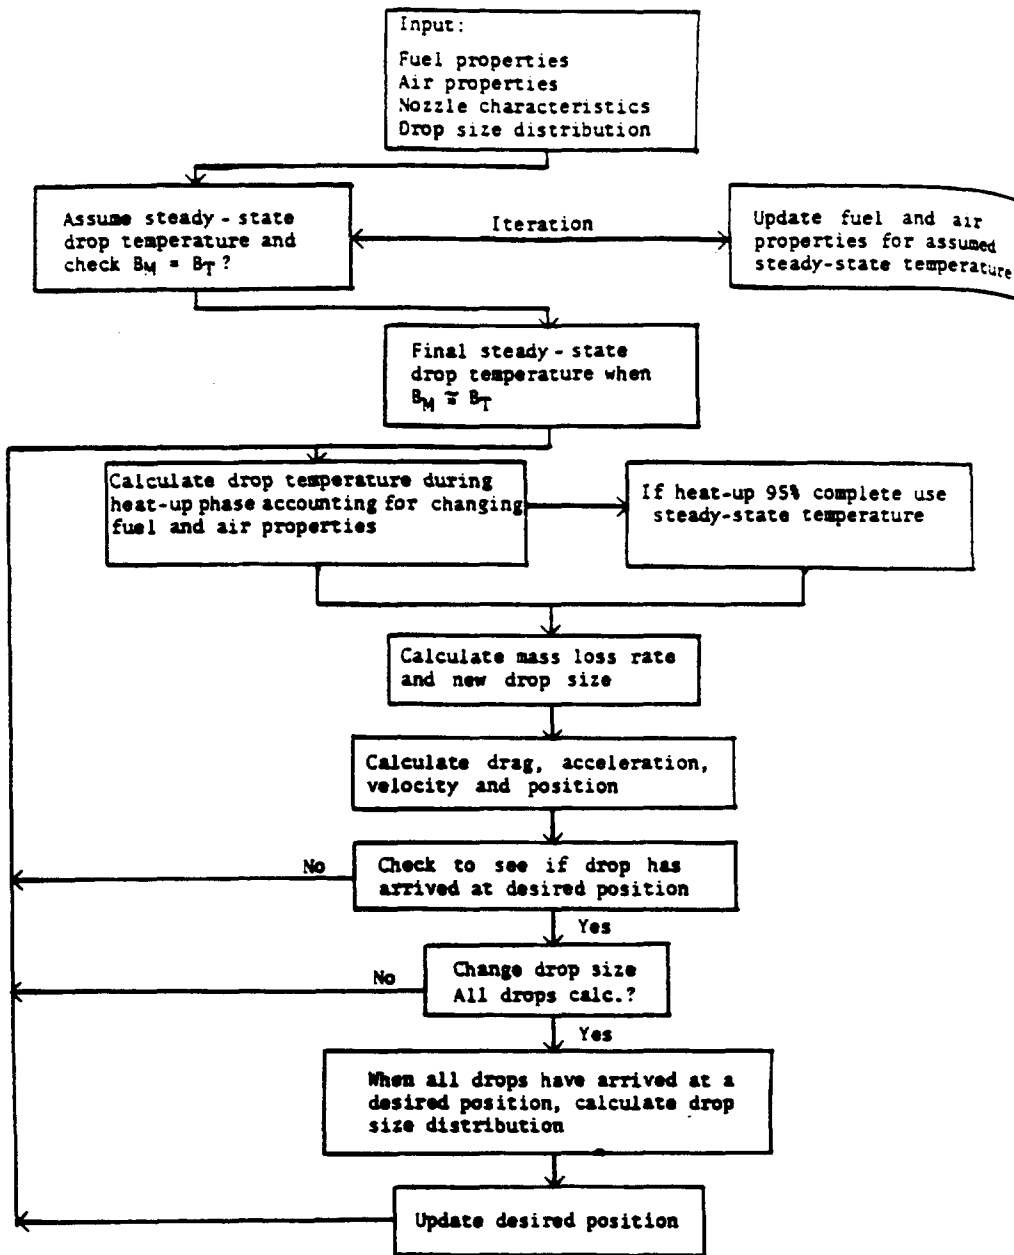 Input:
Fuel properties
Air properties
Nozzle characteristics
Drop size distribution
Assume steady-state
drop temperature and
check BM = BT?
Iteration
Update fuel and air
properties for assumed
steady-state temperature
Final steady-state
drop temperature when
BM ≅ BT
Calculate drop temperature during
heat-up phase accounting for changing
fuel and air properties
If heat-up 95% complete use
steady-state temperature
Calculate mass loss rate
and new drop size
Calculate drag, acceleration,
velocity and position
No
Check to see if drop has
arrived at desired position
Yes
No
Change drop size
All drops calc.?
Yes
When all drops have arrived at a
desired position, calculate drop
size distribution
Update desired position